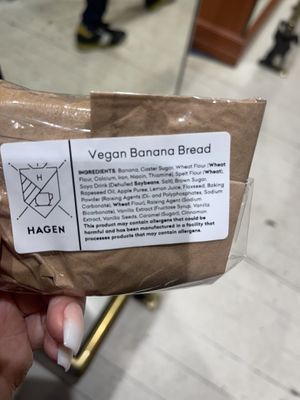 Vegan Banana Bread
H
HAGEN
INGREDIENTS: Banana, Caster Sugar, Wheat Flour (Wheat
Flour, Calcium, Iron, Niacin, Thiamine), Spelt Flour (Wheat),
Soya Drink (Dehulled Soybeans, Salt), Brown Sugar,
Rapeseed Oil, Apple Puree, Lemon Juice, Flaxseed, Baking
Powder (Raising Agents (Di- and Polyphosphates, Sodium
Carbonate), Wheat Flour), Raising Agent (Sodium
Bicarbonate), Vanilla Extract (Fructose Syrup, Vanilla
Extract, Vanilla Seeds, Caramel (Sugar), Cinnamon
This product may contain allergens that could be
harmful and has been manufactured in a facility that
processes products that may contain allergens.